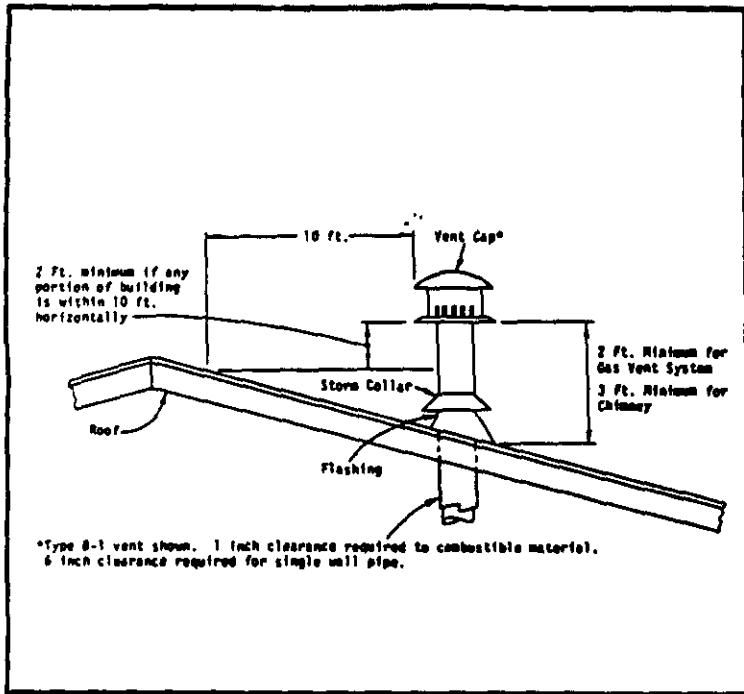 10 ft.
Vent Cap*
2 Ft. minimum if any
portion of building
is within 10 ft.
horizontally
2 Ft. Minimum for
Gas Vent System
3 Ft. Minimum for
Chimney
Storm Collar
Roof
Flashing
*Type B-1 vent shown. 1 inch clearance required to combustible material.
6 inch clearance required for single wall pipe.